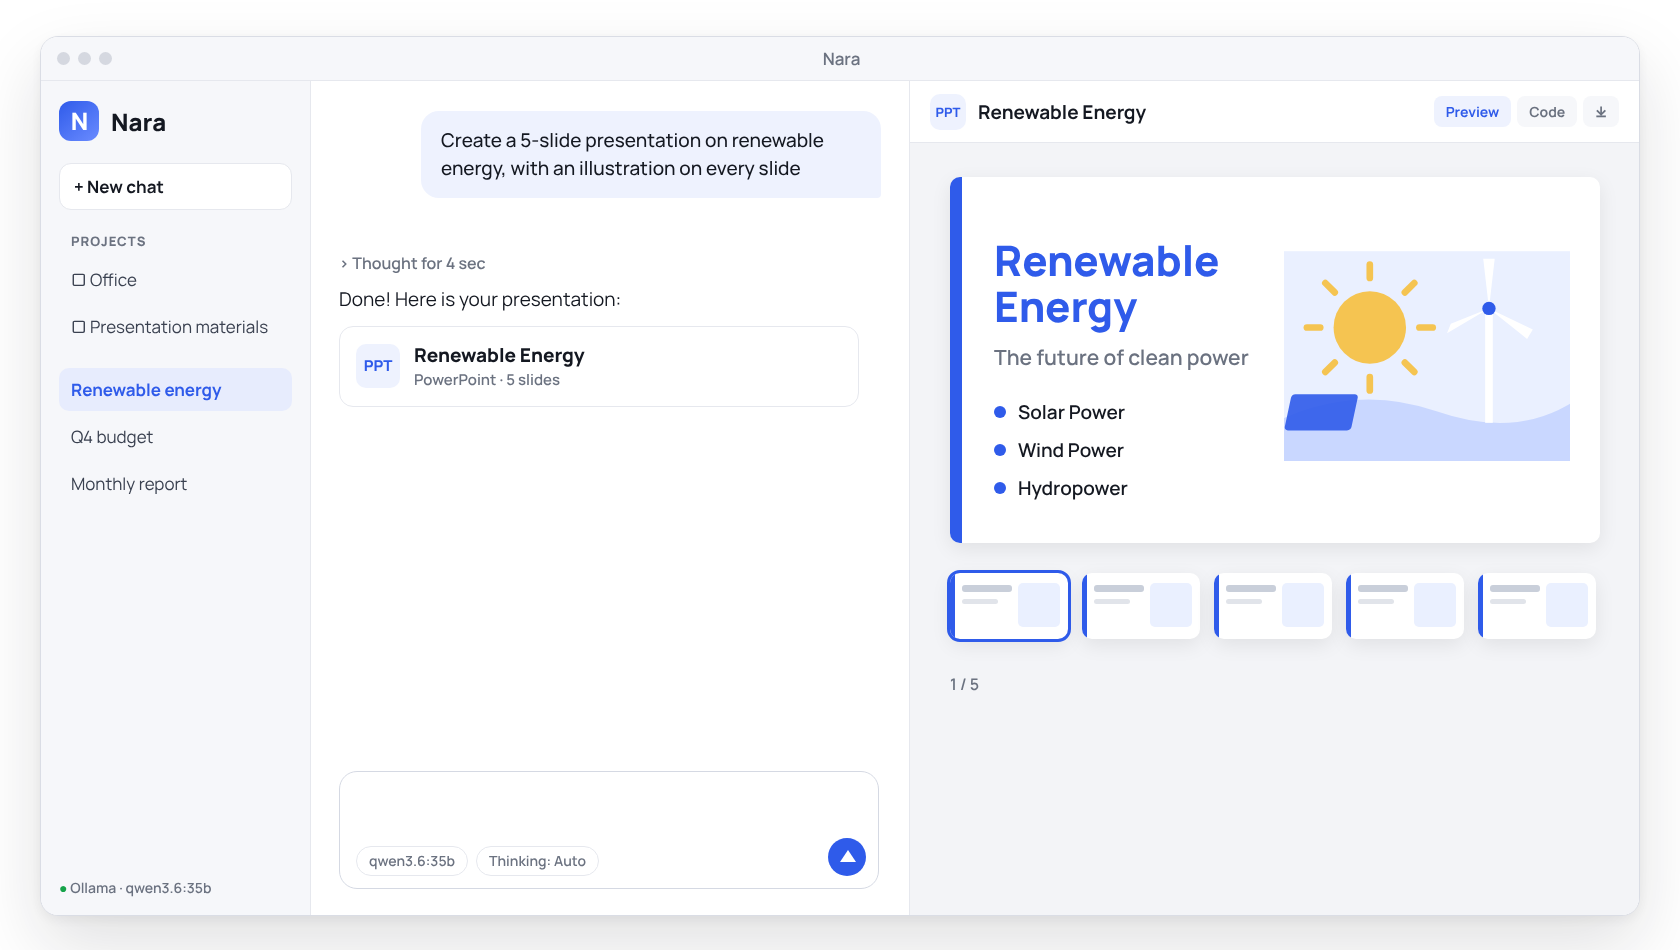 Nara
N Nara
+ New chat
PROJECTS
Office
Presentation materials
Renewable energy
Q4 budget
Monthly report
● Ollama · qwen3.6:35b
Create a 5-slide presentation on renewable
energy, with an illustration on every slide
› Thought for 4 sec
Done! Here is your presentation:
PPT
Renewable Energy
PowerPoint · 5 slides
qwen3.6:35b
Thinking: Auto
PPT Renewable Energy
Preview
Code
Renewable
Energy
The future of clean power
Solar Power
Wind Power
Hydropower
1 / 5